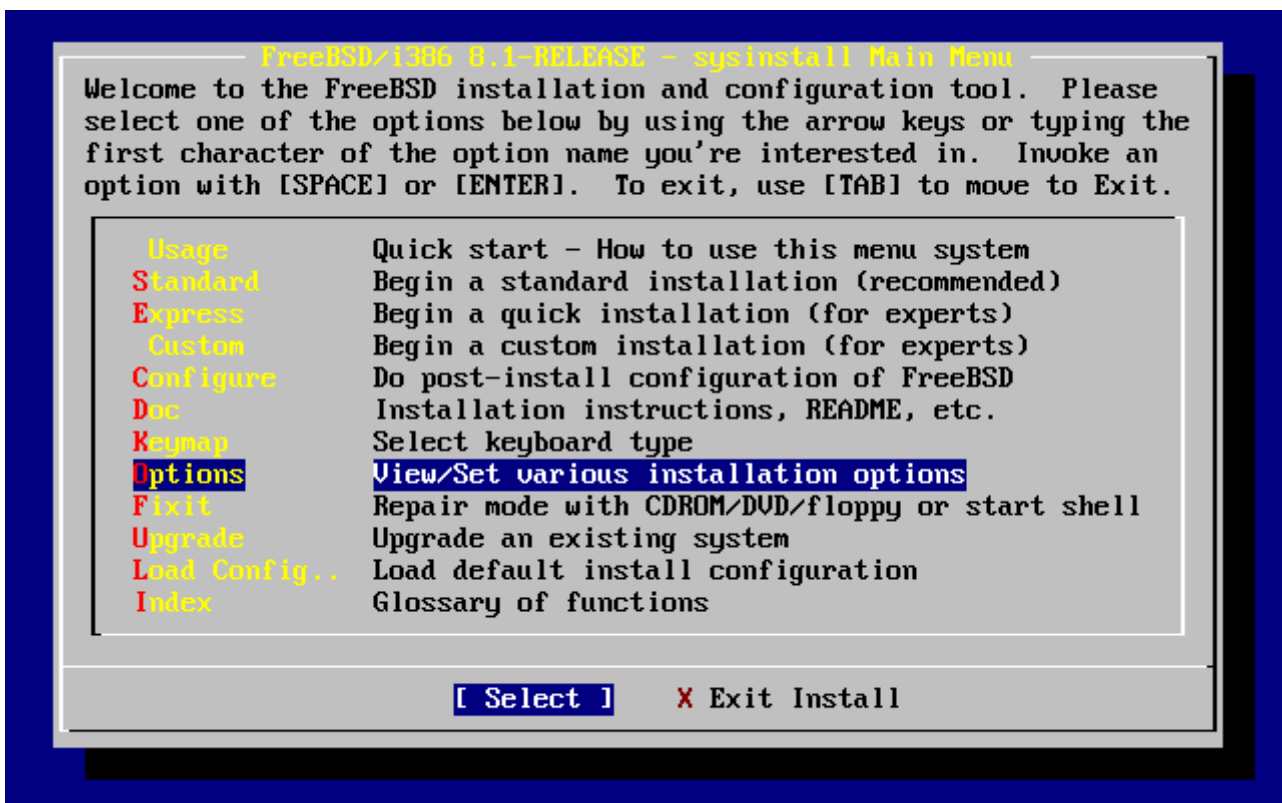 FreeBSD/i386 8.1-RELEASE - sysinstall Main Menu
Welcome to the FreeBSD installation and configuration tool.  Please
select one of the options below by using the arrow keys or typing the
first character of the option name you're interested in.  Invoke an
option with [SPACE] or [ENTER].  To exit, use [TAB] to move to Exit.
Usage Quick start - How to use this menu system
Standard Begin a standard installation (recommended)
Express Begin a quick installation (for experts)
Custom Begin a custom installation (for experts)
Configure Do post-install configuration of FreeBSD
Doc Installation instructions, README, etc.
Keymap Select keyboard type
Options View/Set various installation options
Fixit Repair mode with CDROM/DVD/floppy or start shell
Upgrade Upgrade an existing system
Load Config.. Load default install configuration
Index Glossary of functions
[ Select ] X Exit Install